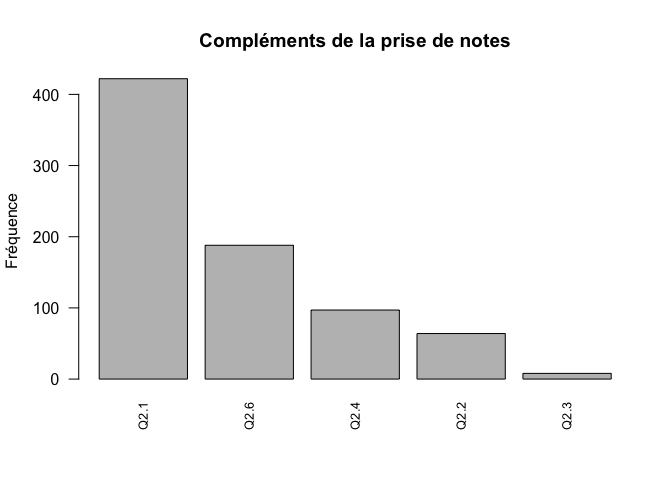 Compléments de la prise de notes
Fréquence
400
300
200
100
0
Q2.1
Q2.6
Q2.4
Q2.2
Q2.3